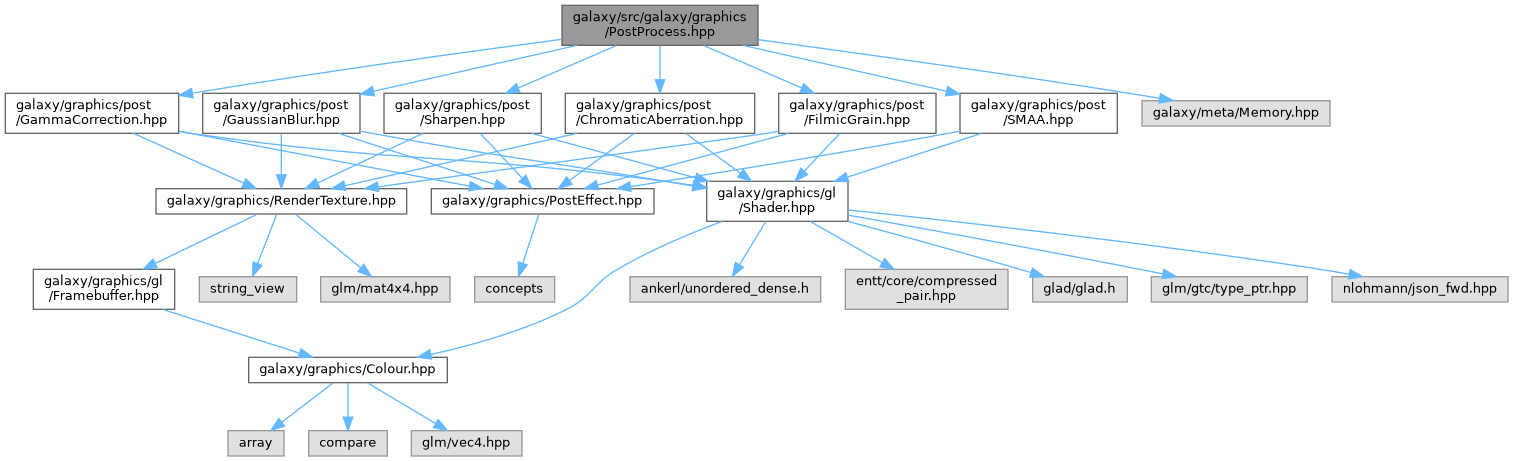 galaxy/src/galaxy/graphics
/PostProcess.hpp
galaxy/graphics/post
/GammaCorrection.hpp
galaxy/graphics/post
/GaussianBlur.hpp
galaxy/graphics/post
/Sharpen.hpp
galaxy/graphics/post
/ChromaticAberration.hpp
galaxy/graphics/post
/FilmicGrain.hpp
galaxy/graphics/post
/SMAA.hpp
galaxy/meta/Memory.hpp
galaxy/graphics/RenderTexture.hpp
galaxy/graphics/PostEffect.hpp
galaxy/graphics/gl
/Shader.hpp
galaxy/graphics/gl
/Framebuffer.hpp
string_view
glm/mat4x4.hpp
concepts
ankerl/unordered_dense.h
entt/core/compressed
_pair.hpp
glad/glad.h
glm/gtc/type_ptr.hpp
nlohmann/json_fwd.hpp
galaxy/graphics/Colour.hpp
array
compare
glm/vec4.hpp